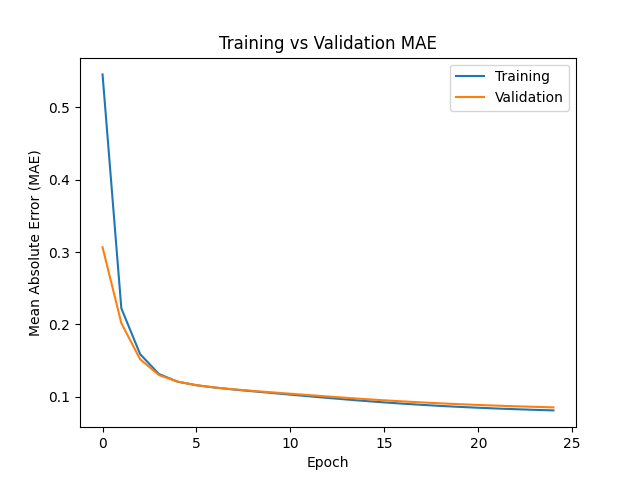 Training vs Validation MAE
Training
Validation
Mean Absolute Error (MAE)
0.5
0.4
0.3
0.2
0.1
0 5 10 15 20 25
Epoch